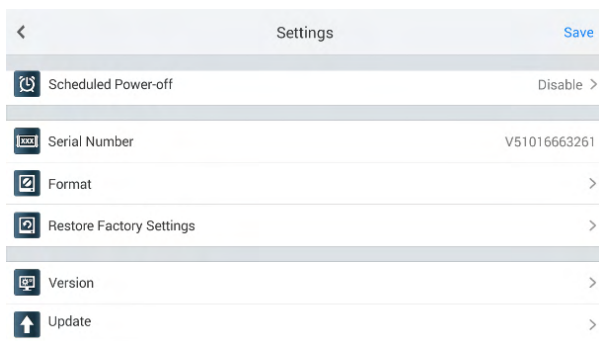 Settings Save
Scheduled Power-off Disable
Serial Number V51016663261
Format
Restore Factory Settings
Version
Update